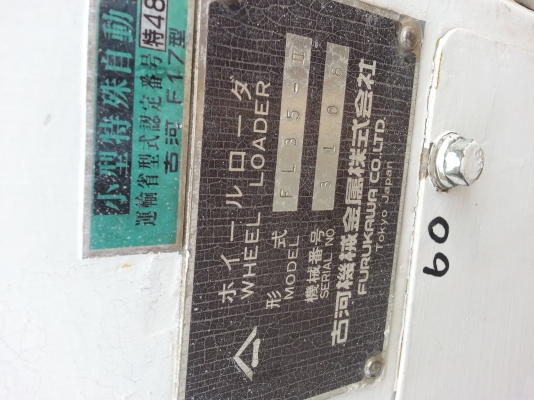 小型特殊自動
運輸省型式認定番号 特48
古河 F17型
ホイールローダ
WHEEL LOADER
形式
MODEL
FL35-II
機械番号
SERIAL NO.
3108
古河機械金属株式会社
FURUKAWA CO.,LTD.
Tokyo Japan
60